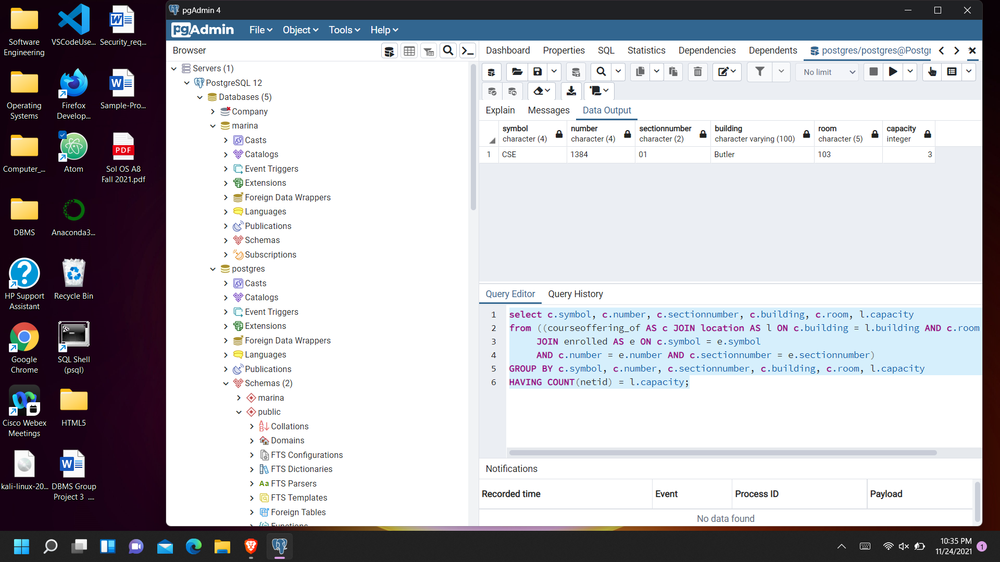 Software Engineering
VSCodeUse...
Security_req...
Operating Systems
Firefox Develop...
Sample-Pro...
Computer_...
Atom
PDF
Sol OS A8 Fall 2021.pdf
DBMS
Anaconda3...
HP Support Assistant
Recycle Bin
Google Chrome
SQL Shell (psql)
Cisco Webex Meetings
HTML5
kali-linux-20...
DBMS Group Project 3 ....
pgAdmin 4
pgAdmin
File
Object
Tools
Help
Browser
Servers (1)
PostgreSQL 12
Databases (5)
Company
marina
Casts
Catalogs
Event Triggers
Extensions
Foreign Data Wrappers
Languages
Publications
Schemas
Subscriptions
postgres
Casts
Catalogs
Event Triggers
Extensions
Foreign Data Wrappers
Languages
Publications
Schemas (2)
marina
public
Collations
Domains
FTS Configurations
FTS Dictionaries
Aa FTS Parsers
FTS Templates
Foreign Tables
Functions
Dashboard Properties SQL Statistics Dependencies Dependents postgres/postgres@Postgr
No limit
Explain Messages Data Output
symbol character (4)
number character (4)
sectionnumber character (2)
building character varying (100)
room character (5)
capacity integer
1 CSE 1384 01 Butler 103 3
Query Editor Query History
1 select c.symbol, c.number, c.sectionnumber, c.building, c.room, l.capacity
2 from ((courseoffering_of AS c JOIN location AS l ON c.building = l.building AND c.room
3 JOIN enrolled AS e ON c.symbol = e.symbol
4 AND c.number = e.number AND c.sectionnumber = e.sectionnumber)
5 GROUP BY c.symbol, c.number, c.sectionnumber, c.building, c.room, l.capacity
6 HAVING COUNT(netid) = l.capacity;
Notifications
Recorded time Event Process ID Payload
No data found
10:35 PM
11/24/2021
1